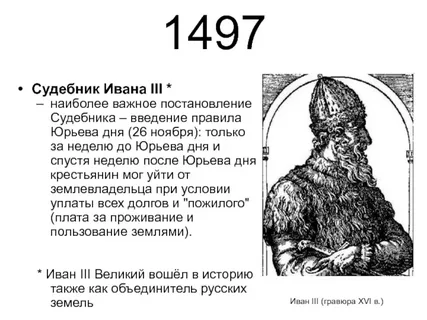 1497
• Судебник Ивана III *
– наиболее важное постановление
Судебника – введение правила
Юрьева дня (26 ноября): только
за неделю до Юрьева дня и
спустя неделю после Юрьева дня
крестьянин мог уйти от
землевладельца при условии
уплаты всех долгов и "пожилого"
(плата за проживание и
пользование землями).
* Иван III Великий вошёл в историю
также как объединитель русских
земель
Иван III (гравюра XVI в.)